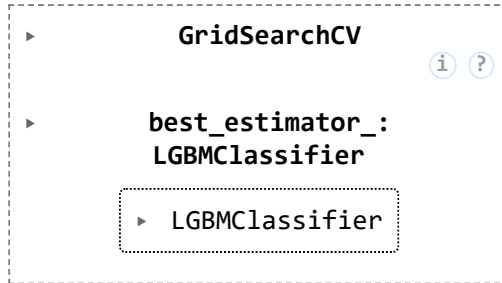 GridSearchCV
i ?
best_estimator_:
LGBMClassifier
LGBMClassifier